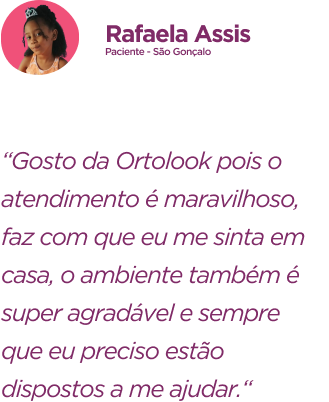 Rafaela Assis
Paciente - São Gonçalo
“Gosto da Ortolook pois o
atendimento é maravilhoso,
faz com que eu me sinta em
casa, o ambiente também é
super agradável e sempre
que eu preciso estão
dispostos a me ajudar.“